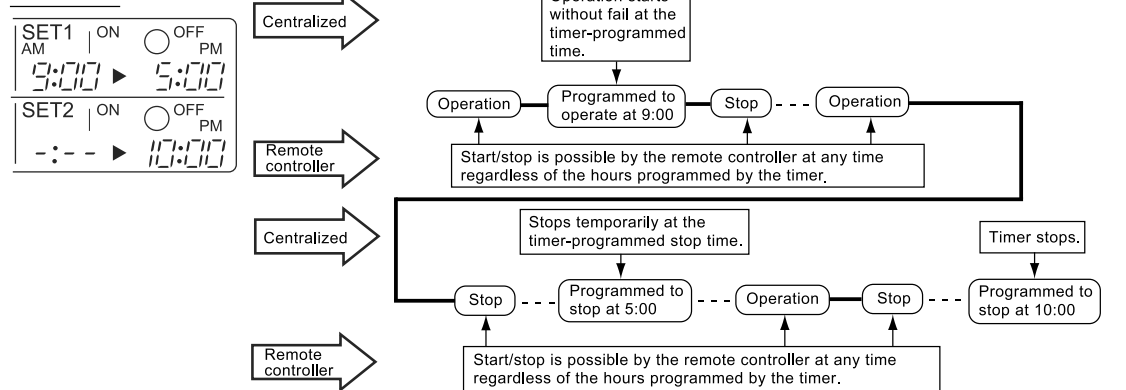 Operation starts
Centralized
without fail at the
timer-programmed
time.
SET1 ON OFF
AM PM
9:00 5:00
SET2 ON OFF
PM
-:-- 10:00
Operation
Programmed to
operate at 9:00
Stop
Operation
Remote
controller
Start/stop is possible by the remote controller at any time
regardless of the hours programmed by the timer.
Centralized
Stops temporarily at the
timer-programmed stop time.
Timer stops.
Stop
Programmed to
stop at 5:00
Operation
Stop
Programmed to
stop at 10:00
Remote
controller
Start/stop is possible by the remote controller at any time
regardless of the hours programmed by the timer.